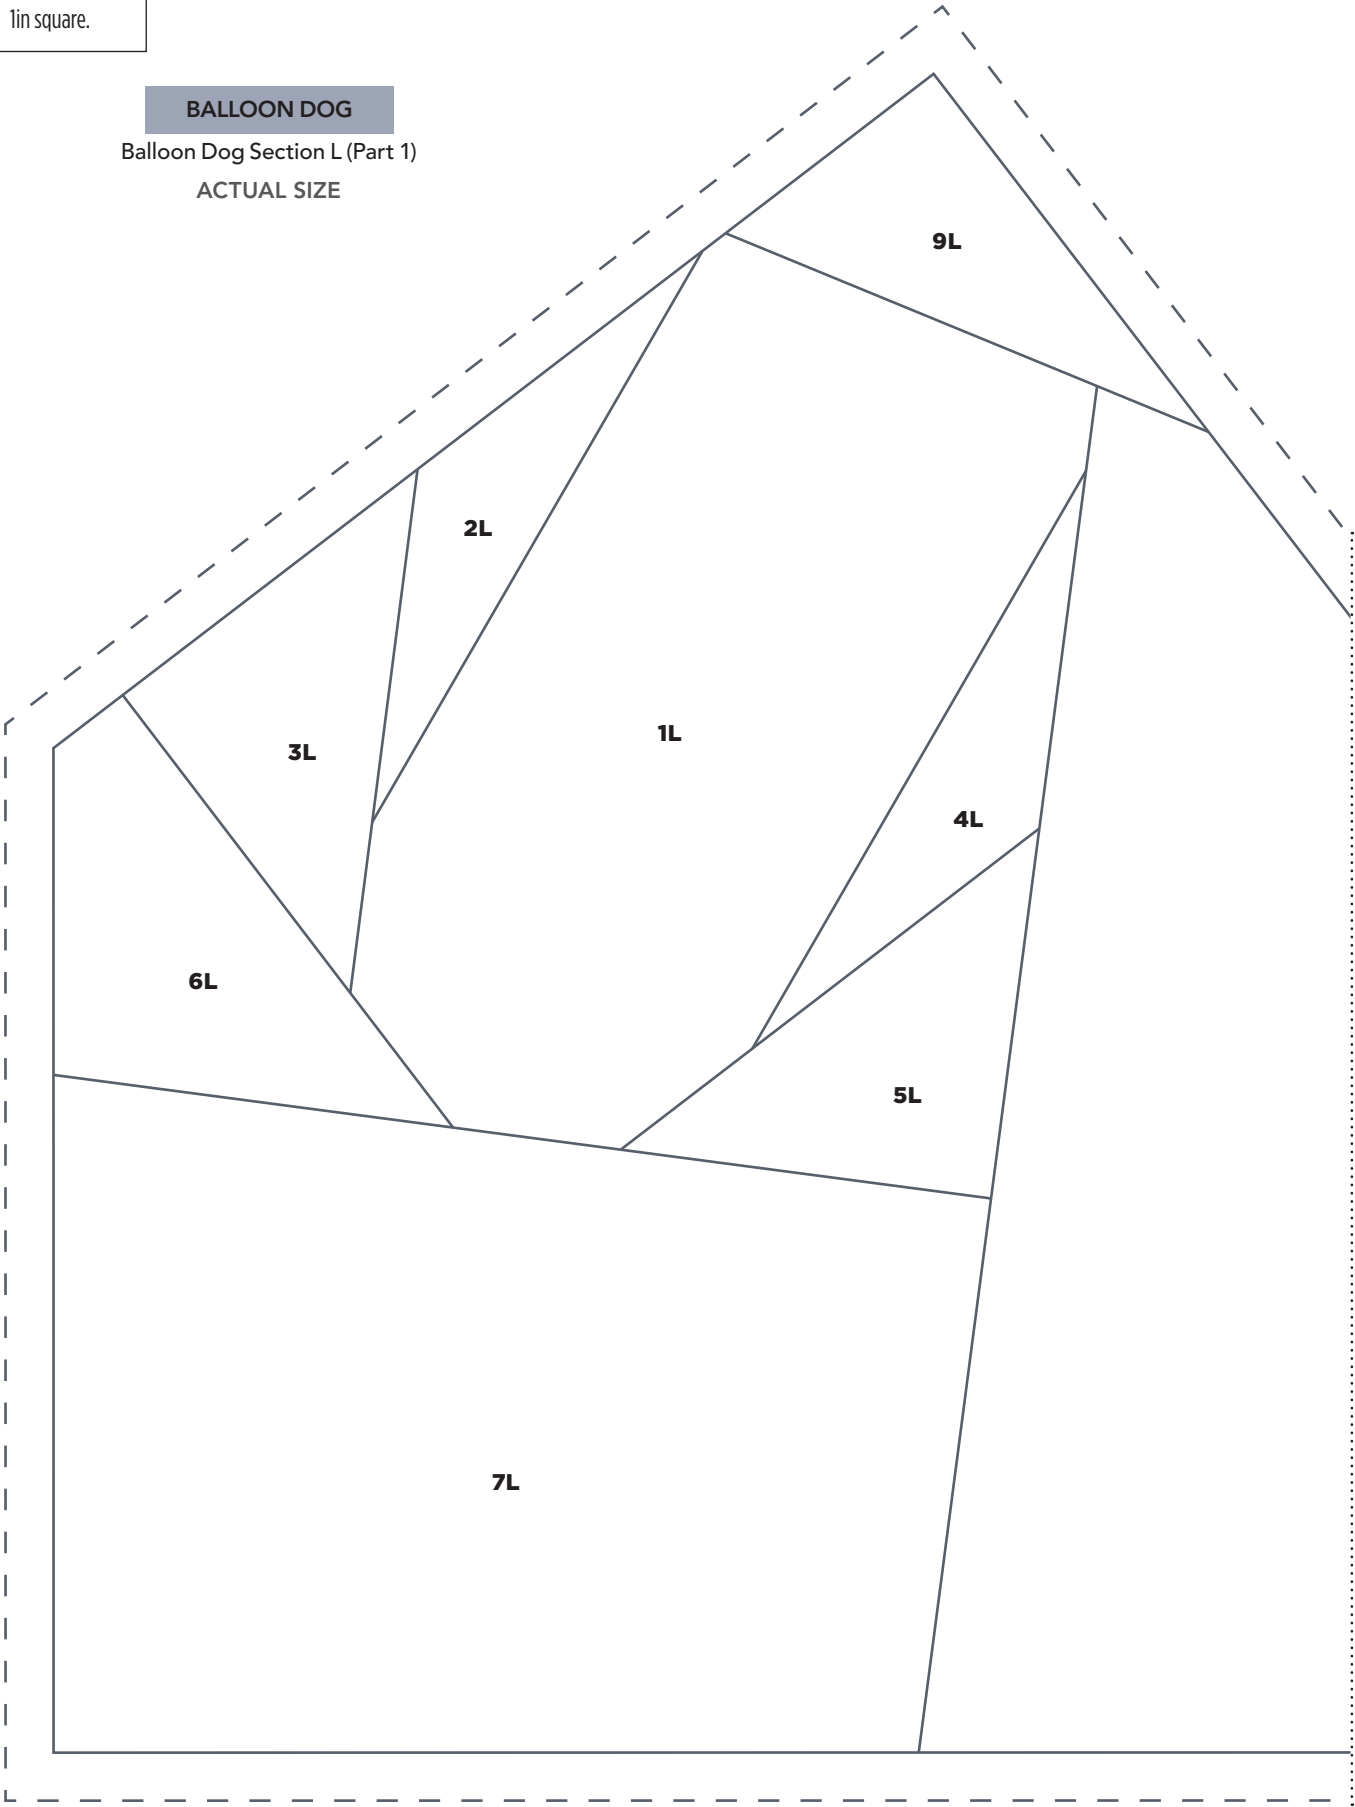 1in square.
BALLOON DOG
Balloon Dog Section L (Part 1)
ACTUAL SIZE
9L
2L
1L
3L
4L
6L
5L
7L